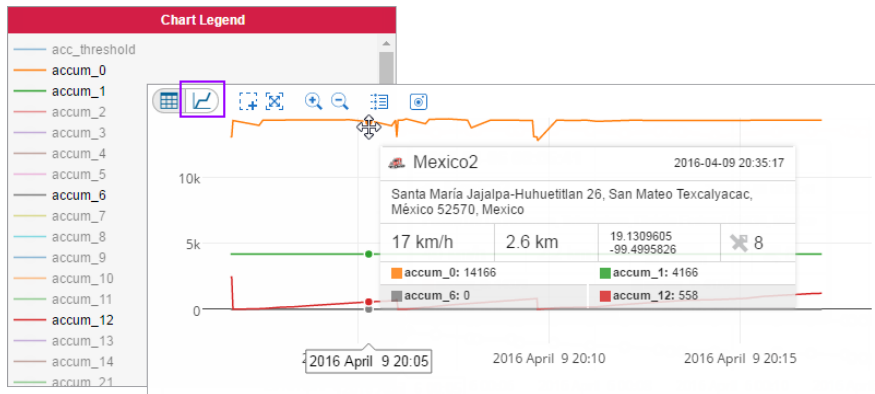 Chart Legend
acc_threshold
accum_0
accum_1
accum_2
accum_3
accum_4
accum_5
accum_6
accum_7
accum_8
accum_9
accum_10
accum_11
accum_12
accum_13
accum_14
accum_21
10k
5k
0
Mexico2 2016-04-09 20:35:17
Santa María Jajalpa-Huhuetitlan 26, San Mateo Texcalyacac,
México 52570, Mexico
17 km/h 2.6 km 19.1309605 8
-99.4995826
accum_0: 14166 accum_1: 4166
accum_6: 0 accum_12: 558
2016 April 9 20:05 2016 April 9 20:10 2016 April 9 20:15